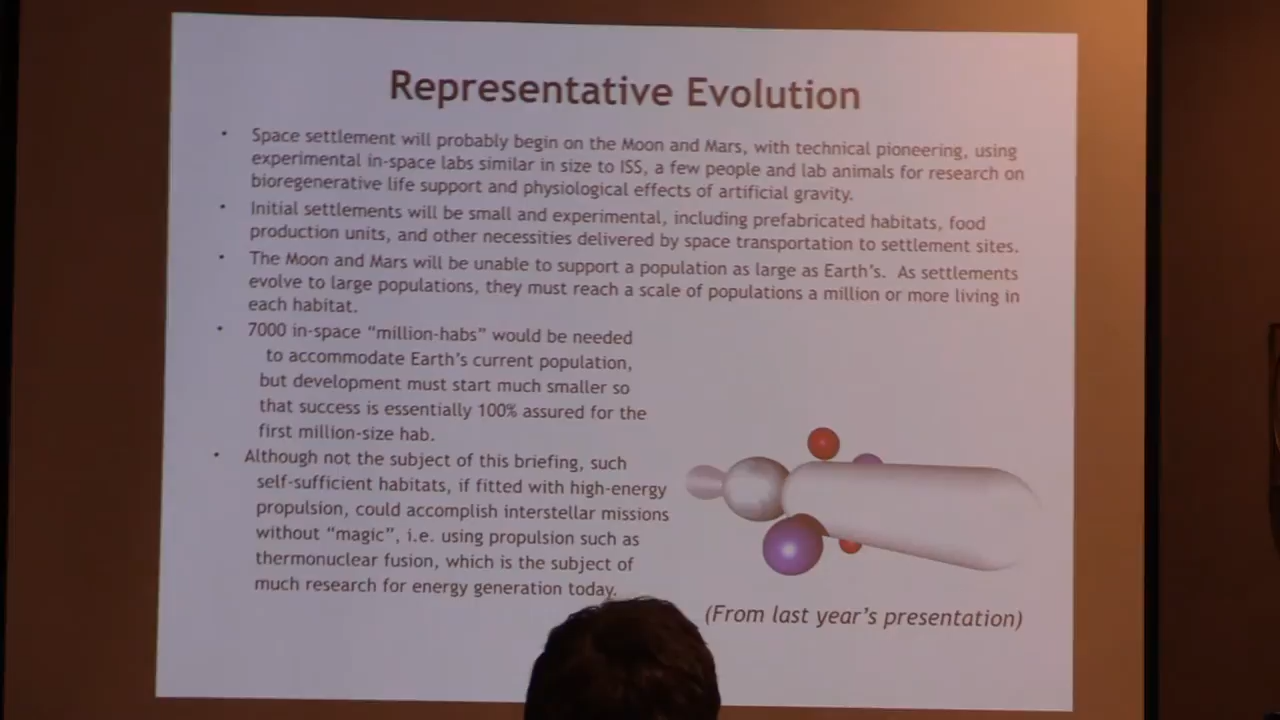 Representative Evolution
• Space settlement will probably begin on the Moon and Mars, with technical pioneering, using
experimental in-space labs similar in size to ISS, a few people and lab animals for research on
bioregenerative life support and physiological effects of artificial gravity.
• Initial settlements will be small and experimental, including prefabricated habitats, food
production units, and other necessities delivered by space transportation to settlement sites.
• The Moon and Mars will be unable to support a population as large as Earth's. As settlements
evolve to large populations, they must reach a scale of populations a million or more living in
each habitat.
• 7000 in-space “million-habs” would be needed
to accommodate Earth's current population,
but development must start much smaller so
that success is essentially 100% assured for the
first million-size hab.
• Although not the subject of this briefing, such
self-sufficient habitats, if fitted with high-energy
propulsion, could accomplish interstellar missions
without “magic”, i.e. using propulsion such as
thermonuclear fusion, which is the subject of
much research for energy generation today.
(From last year's presentation)